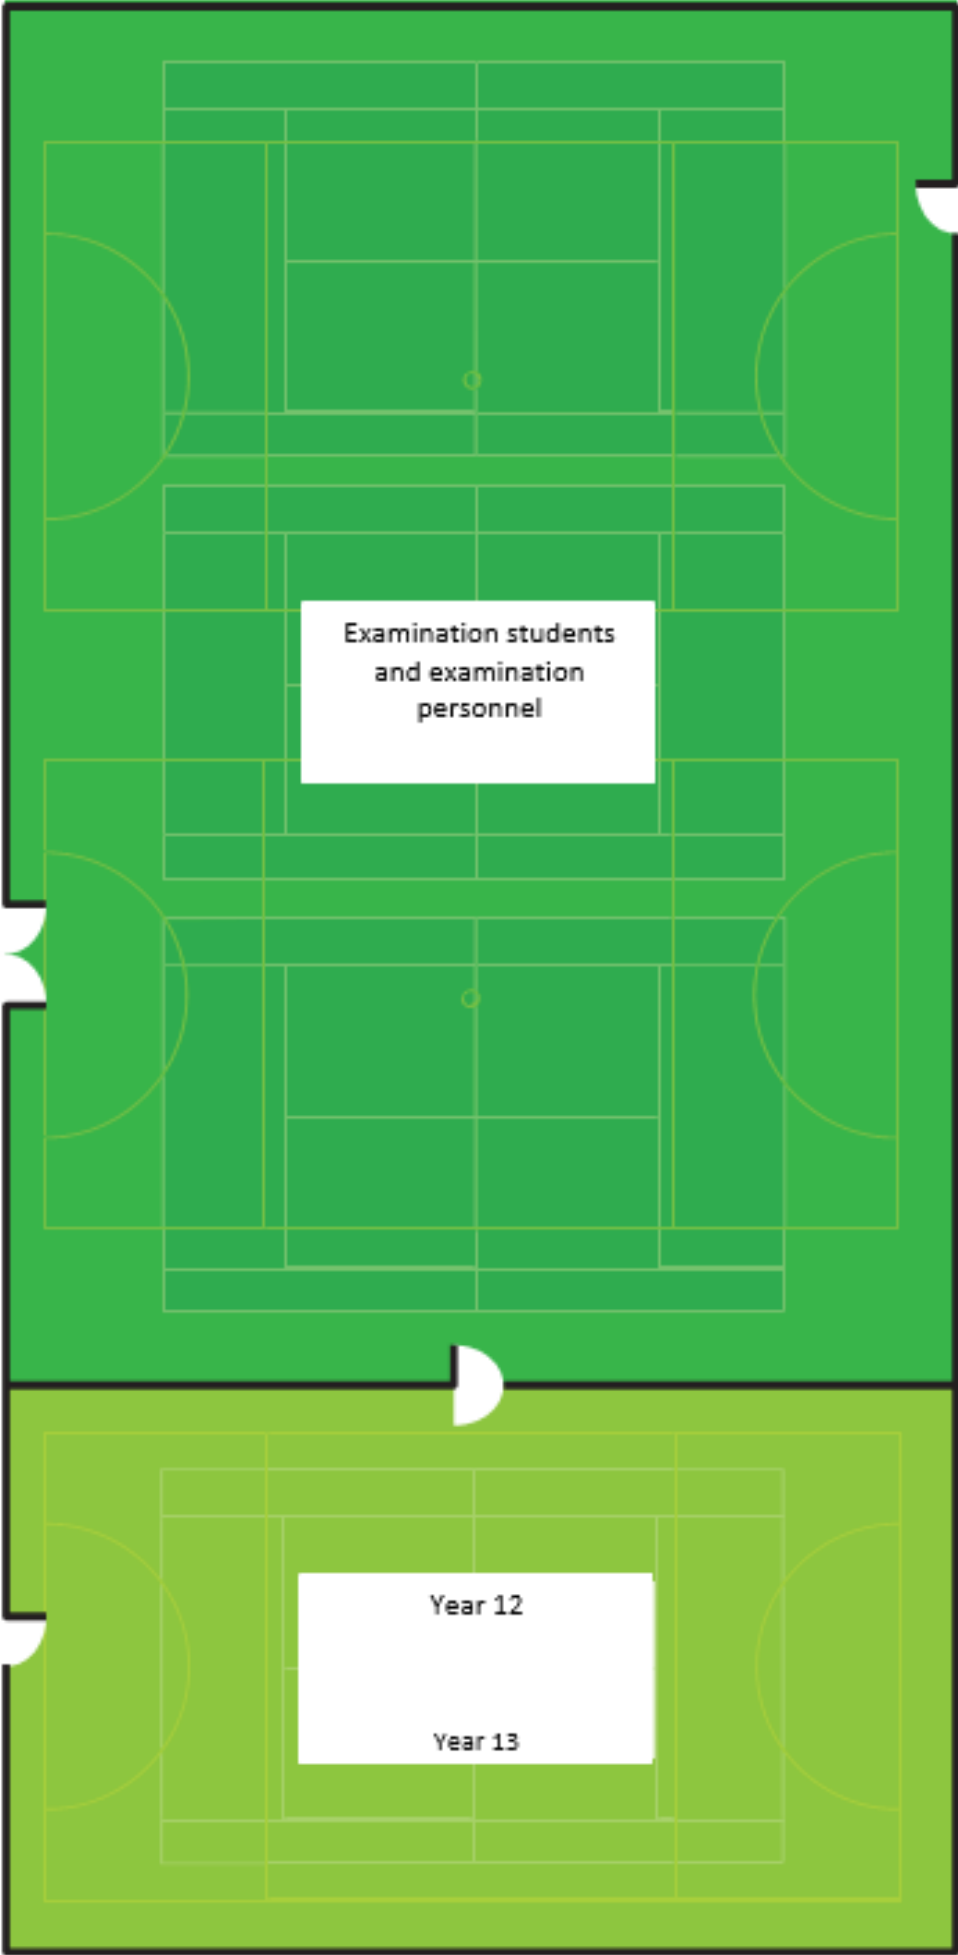 Examination students
and examination
personnel
Year 12
Year 13